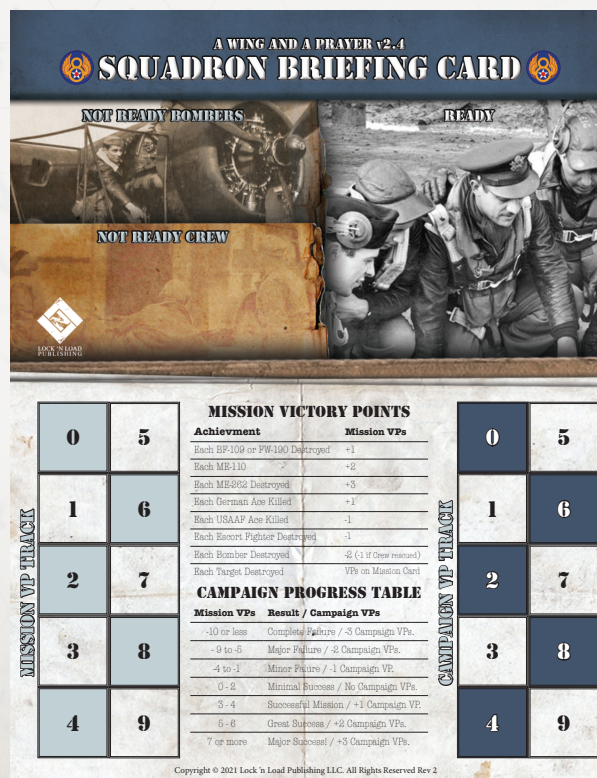 A WING AND A PRAYER v2.4
SQUADRON BRIEFING CARD
NOT READY BOMBERS
READY
NOT READY CREW
LOCK 'N LOAD
PUBLISHING
MISSION VP TRACK
0 5
1 6
2 7
3 8
4 9
MISSION VICTORY POINTS
Achievment Mission VPs
Each BF-109 or FW-190 Destroyed +1
Each ME-110 +2
Each ME-262 Destroyed +3
Each German Ace Killed +1
Each USAAF Ace Killed -1
Each Escort Fighter Destroyed -1
Each Bomber Destroyed -2 (-1 if Crew rescued)
Each Target Destroyed VPs on Mission Card
CAMPAIGN PROGRESS TABLE
Mission VPs Result / Campaign VPs
-10 or less Complete Failure / -3 Campaign VPs.
- 9 to -5 Major Failure / -2 Campaign VPs.
-4 to -1 Minor Faiure / -1 Campaign VP.
0 - 2 Minimal Success / No Campaign VPs.
3 - 4 Successful Mission / +1 Campaign VP.
5 - 6 Great Success / +2 Campaign VPs.
7 or more Major Success! / +3 Campaign VPs.
CAMPAIGN VP TRACK
0 5
1 6
2 7
3 8
4 9
Copyright © 2021 Lock 'n Load Publishing LLC. All Rights Reserved Rev 2